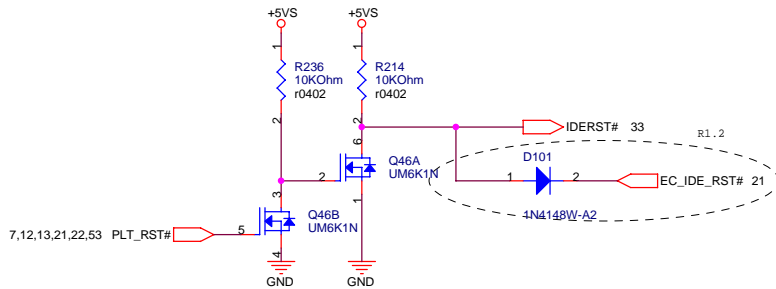 +5VS
+5VS
1
1
R236
10KOhm
r0402
R214
10KOhm
r0402
2
2
IDERST# 33
R1.2
6
Q46A
UM6K1N
D101
2
1
2
EC_IDE_RST# 21
3
1
1N4148W-A2
Q46B
UM6K1N
7,12,13,21,22,53 PLT_RST#
5
4
GND
GND